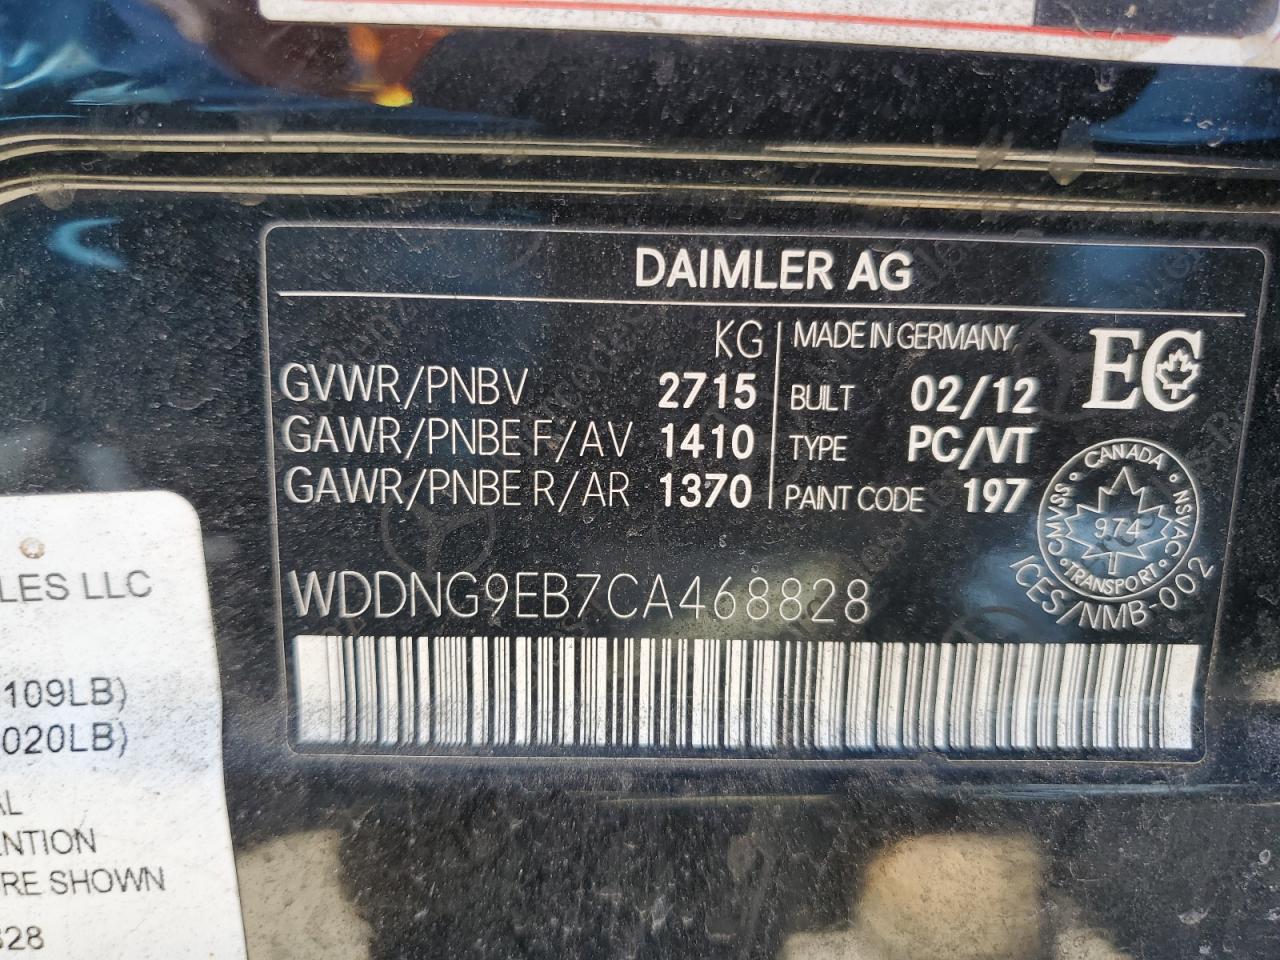 DAIMLER AG
KG
GVWR/PNBV 2715
GAWR/PNBE F/AV 1410
GAWR/PNBE R/AR 1370
MADE IN GERMANY
BUILT 02/12
TYPE PC/VT
PAINT CODE 197
EC
CANADA
CMVSS
974
NSVAC
TRANSPORT
ICES/NMB-002
WDDNG9EB7CA468828
LES LLC
109LB)
020LB)
AL
ENTION
RE SHOWN
828